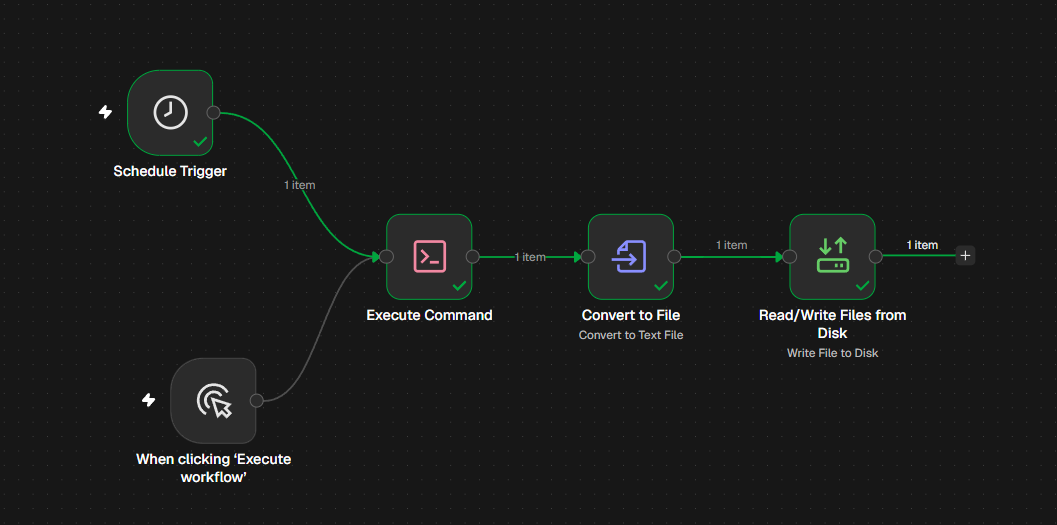 Schedule Trigger
1 item
Execute Command
1 item
Convert to File
Convert to Text File
1 item
Read/Write Files from
Disk
Write File to Disk
1 item
When clicking ‘Execute
workflow’